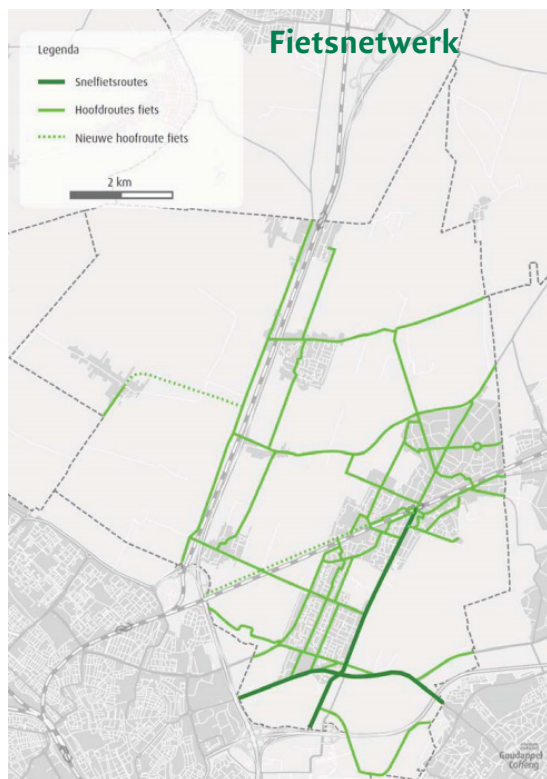 Fietsnetwerk
Legenda
Snelfietsroutes
Hoofdroutes fiets
Nieuwe hoofroute fiets
2 km
Goudappel
Coffeng